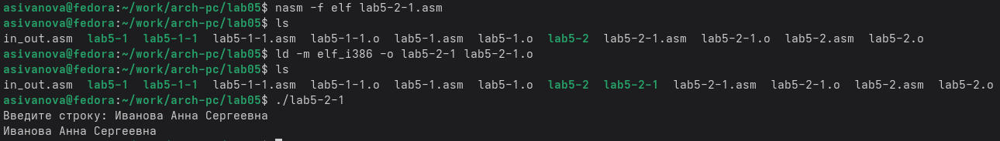 asivanova@fedora:~/work/arch-pc/lab05$ nasm -f elf lab5-2-1.asm
asivanova@fedora:~/work/arch-pc/lab05$ ls
in_out.asm lab5-1 lab5-1-1 lab5-1-1.asm lab5-1-1.o lab5-1.asm lab5-1.o lab5-2 lab5-2-1.asm lab5-2-1.o lab5-2.asm lab5-2.o
asivanova@fedora:~/work/arch-pc/lab05$ ld -m elf_i386 -o lab5-2-1 lab5-2-1.o
asivanova@fedora:~/work/arch-pc/lab05$ ls
in_out.asm lab5-1 lab5-1-1 lab5-1-1.asm lab5-1-1.o lab5-1.asm lab5-1.o lab5-2 lab5-2-1 lab5-2-1.asm lab5-2-1.o lab5-2.asm lab5-2.o
asivanova@fedora:~/work/arch-pc/lab05$ ./lab5-2-1
Введите строку: Иванова Анна Сергеевна
Иванова Анна Сергеевна